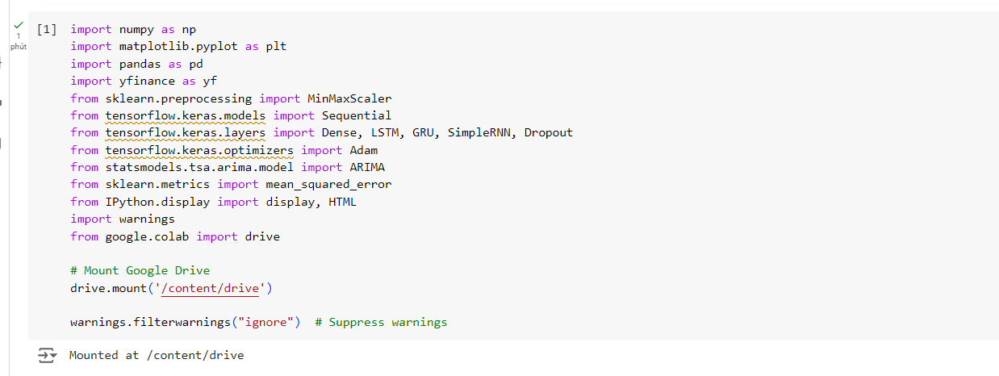 [1] import numpy as np
1
phút
import matplotlib.pyplot as plt
import pandas as pd
import yfinance as yf
from sklearn.preprocessing import MinMaxScaler
from tensorflow.keras.models import Sequential
from tensorflow.keras.layers import Dense, LSTM, GRU, SimpleRNN, Dropout
from tensorflow.keras.optimizers import Adam
from statsmodels.tsa.arima.model import ARIMA
from sklearn.metrics import mean_squared_error
from IPython.display import display, HTML
import warnings
from google.colab import drive
# Mount Google Drive
drive.mount('/content/drive')
warnings.filterwarnings("ignore")  # Suppress warnings
Mounted at /content/drive